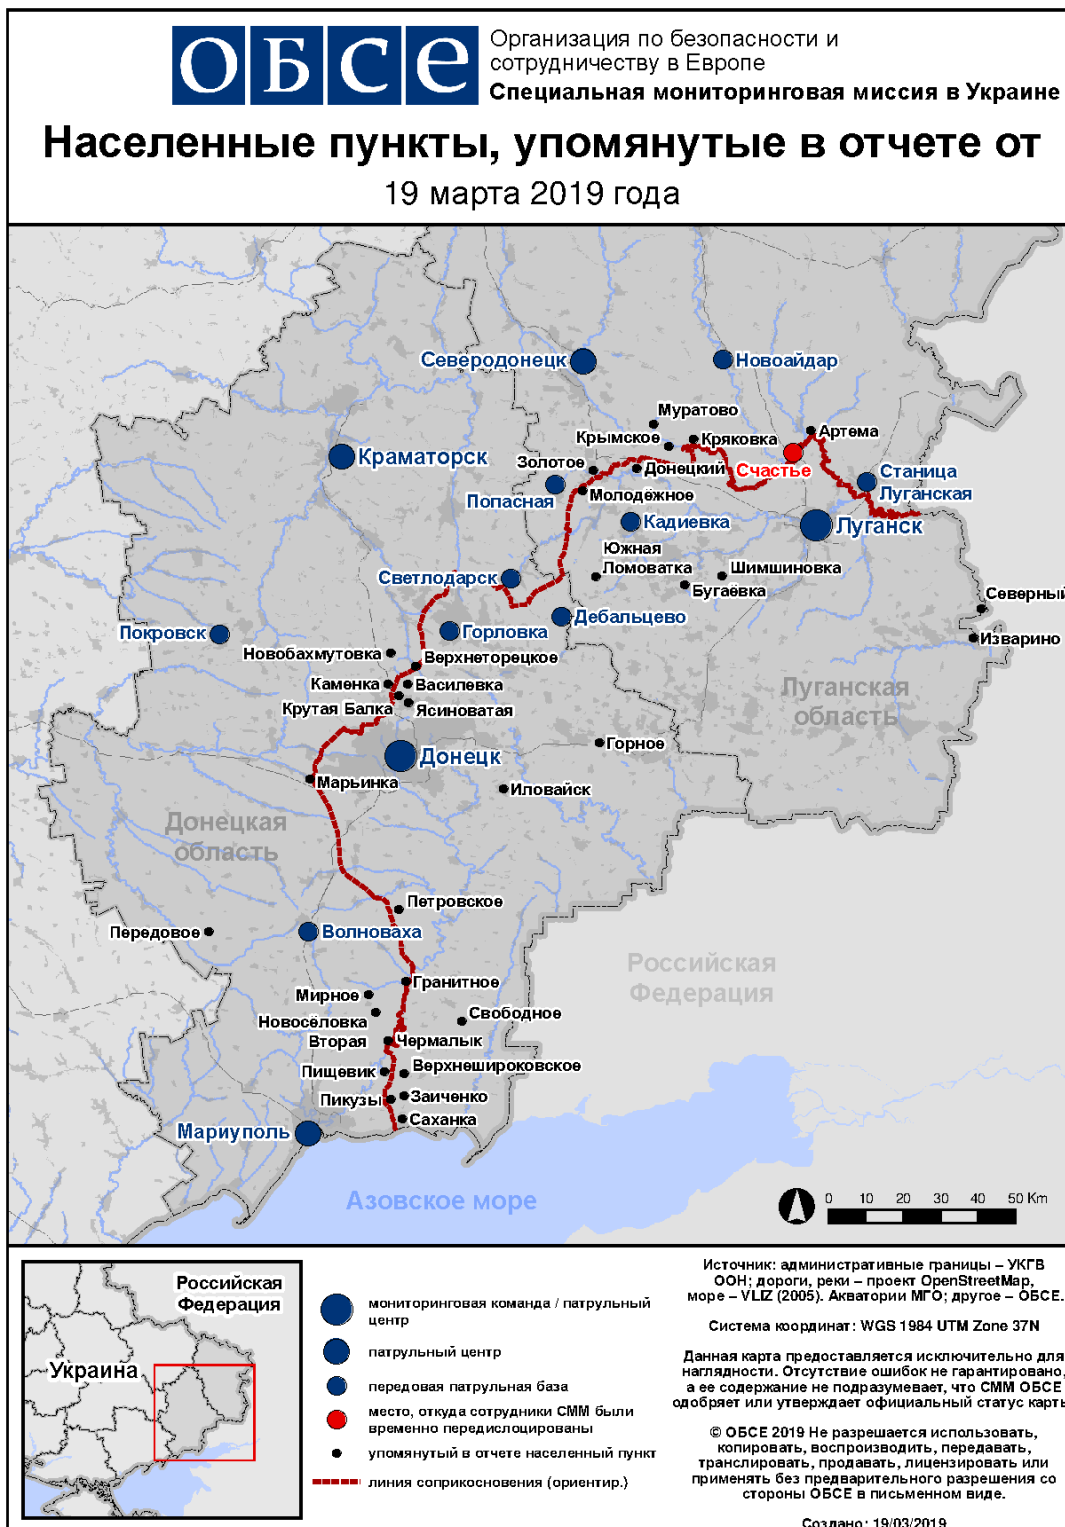 ОБСЕ
Организация по безопасности и
сотрудничеству в Европе
Специальная мониторинговая миссия в Украине
Населенные пункты, упомянутые в отчете от
19 марта 2019 года
Северодонецк
Новоайдар
Муратово
Артема
Крымское
Кряковка
Краматорск
Золотое
Донецкий
Счастье
Станица
Луганская
Попасная
Молодёжное
Кадиевка
Луганск
Южная
Ломоватка
Шимшиновка
Светлодарск
Бугаёвка
Северный
Дебальцево
Покровск
Горловка
Изварино
Новобахмутовка
Верхнеторецкое
Каменка
Василевка
Луганская
область
Крутая Балка
Ясиноватая
Горное
Донецк
Марьинка
Иловайск
Донецкая
область
Петровское
Передовое
Волноваха
Российская
Федерация
Гранитное
Мирное
Новосёловка
Вторая
Свободное
Чермалык
Пищевик
Верхнешироковское
Пикузы
Заиченко
Саханка
Мариуполь
Азовское море
0 10 20 30 40 50 Km
Российская
Федерация
Украина
мониторинговая команда / патрульный
центр
патрульный центр
передовая патрульная база
место, откуда сотрудники СММ были
временно передислоцированы
упомянутый в отчете населенный пункт
линия соприкосновения (ориентир.)
Источник: административные границы – УКГВ
ООН; дороги, реки – проект OpenStreetMap,
море – VLIZ (2005). Акватории МГО; другое – ОБСЕ.
Система координат: WGS 1984 UTM Zone 37N
Данная карта предоставляется исключительно для
наглядности. Отсутствие ошибок не гарантировано,
а ее содержание не подразумевает, что СММ ОБСЕ
одобряет или утверждает официальный статус карты
© ОБСЕ 2019 Не разрешается использовать,
копировать, воспроизводить, передавать,
транслировать, продавать, лицензировать или
применять без предварительного разрешения со
стороны ОБСЕ в письменном виде.
Создано: 19/03/2019